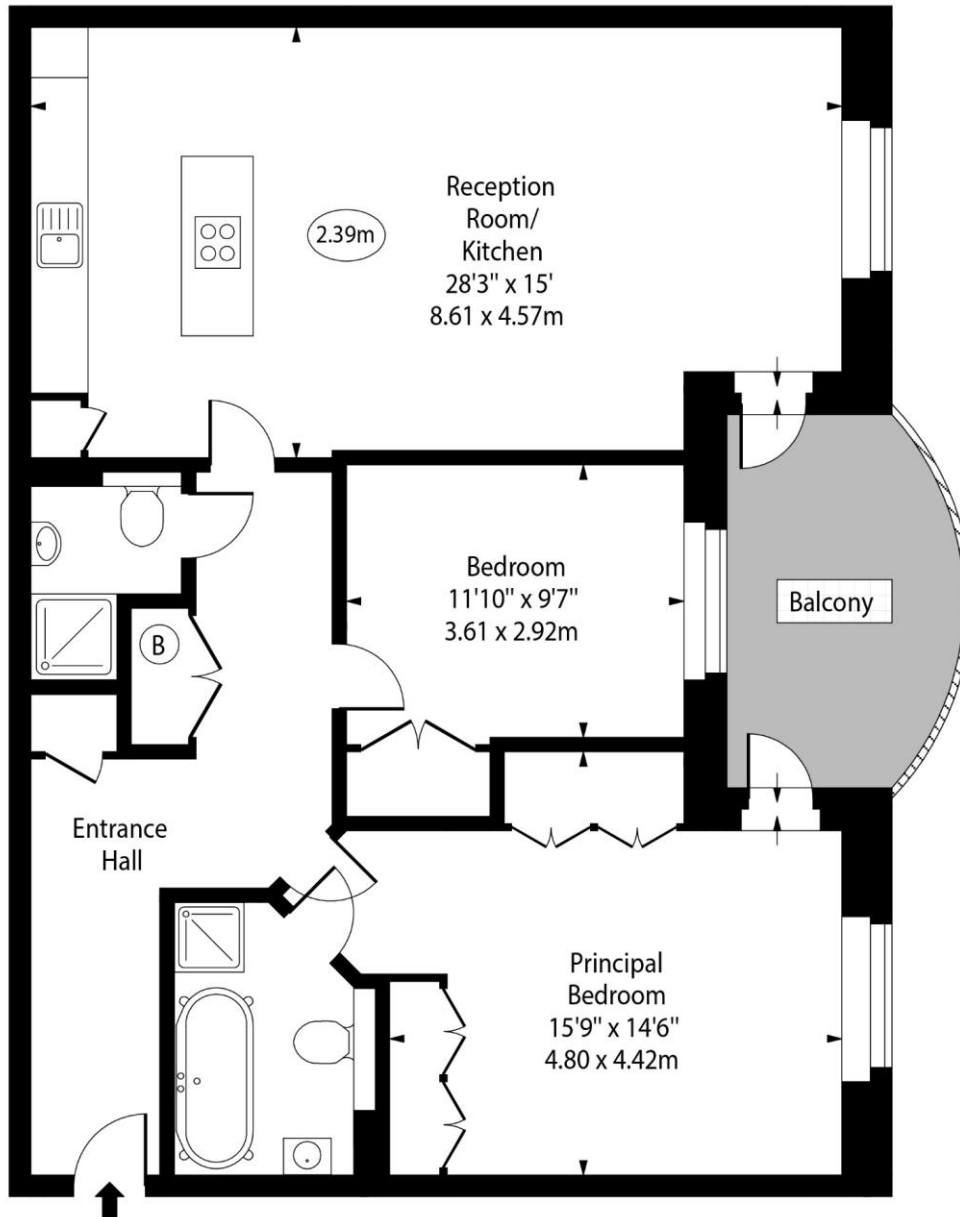 Reception
Room/
Kitchen
28'3" x 15'
8.61 x 4.57m
2.39m
Bedroom
11'10" x 9'7"
3.61 x 2.92m
Balcony
B
Entrance
Hall
Principal
Bedroom
15'9" x 14'6"
4.80 x 4.42m